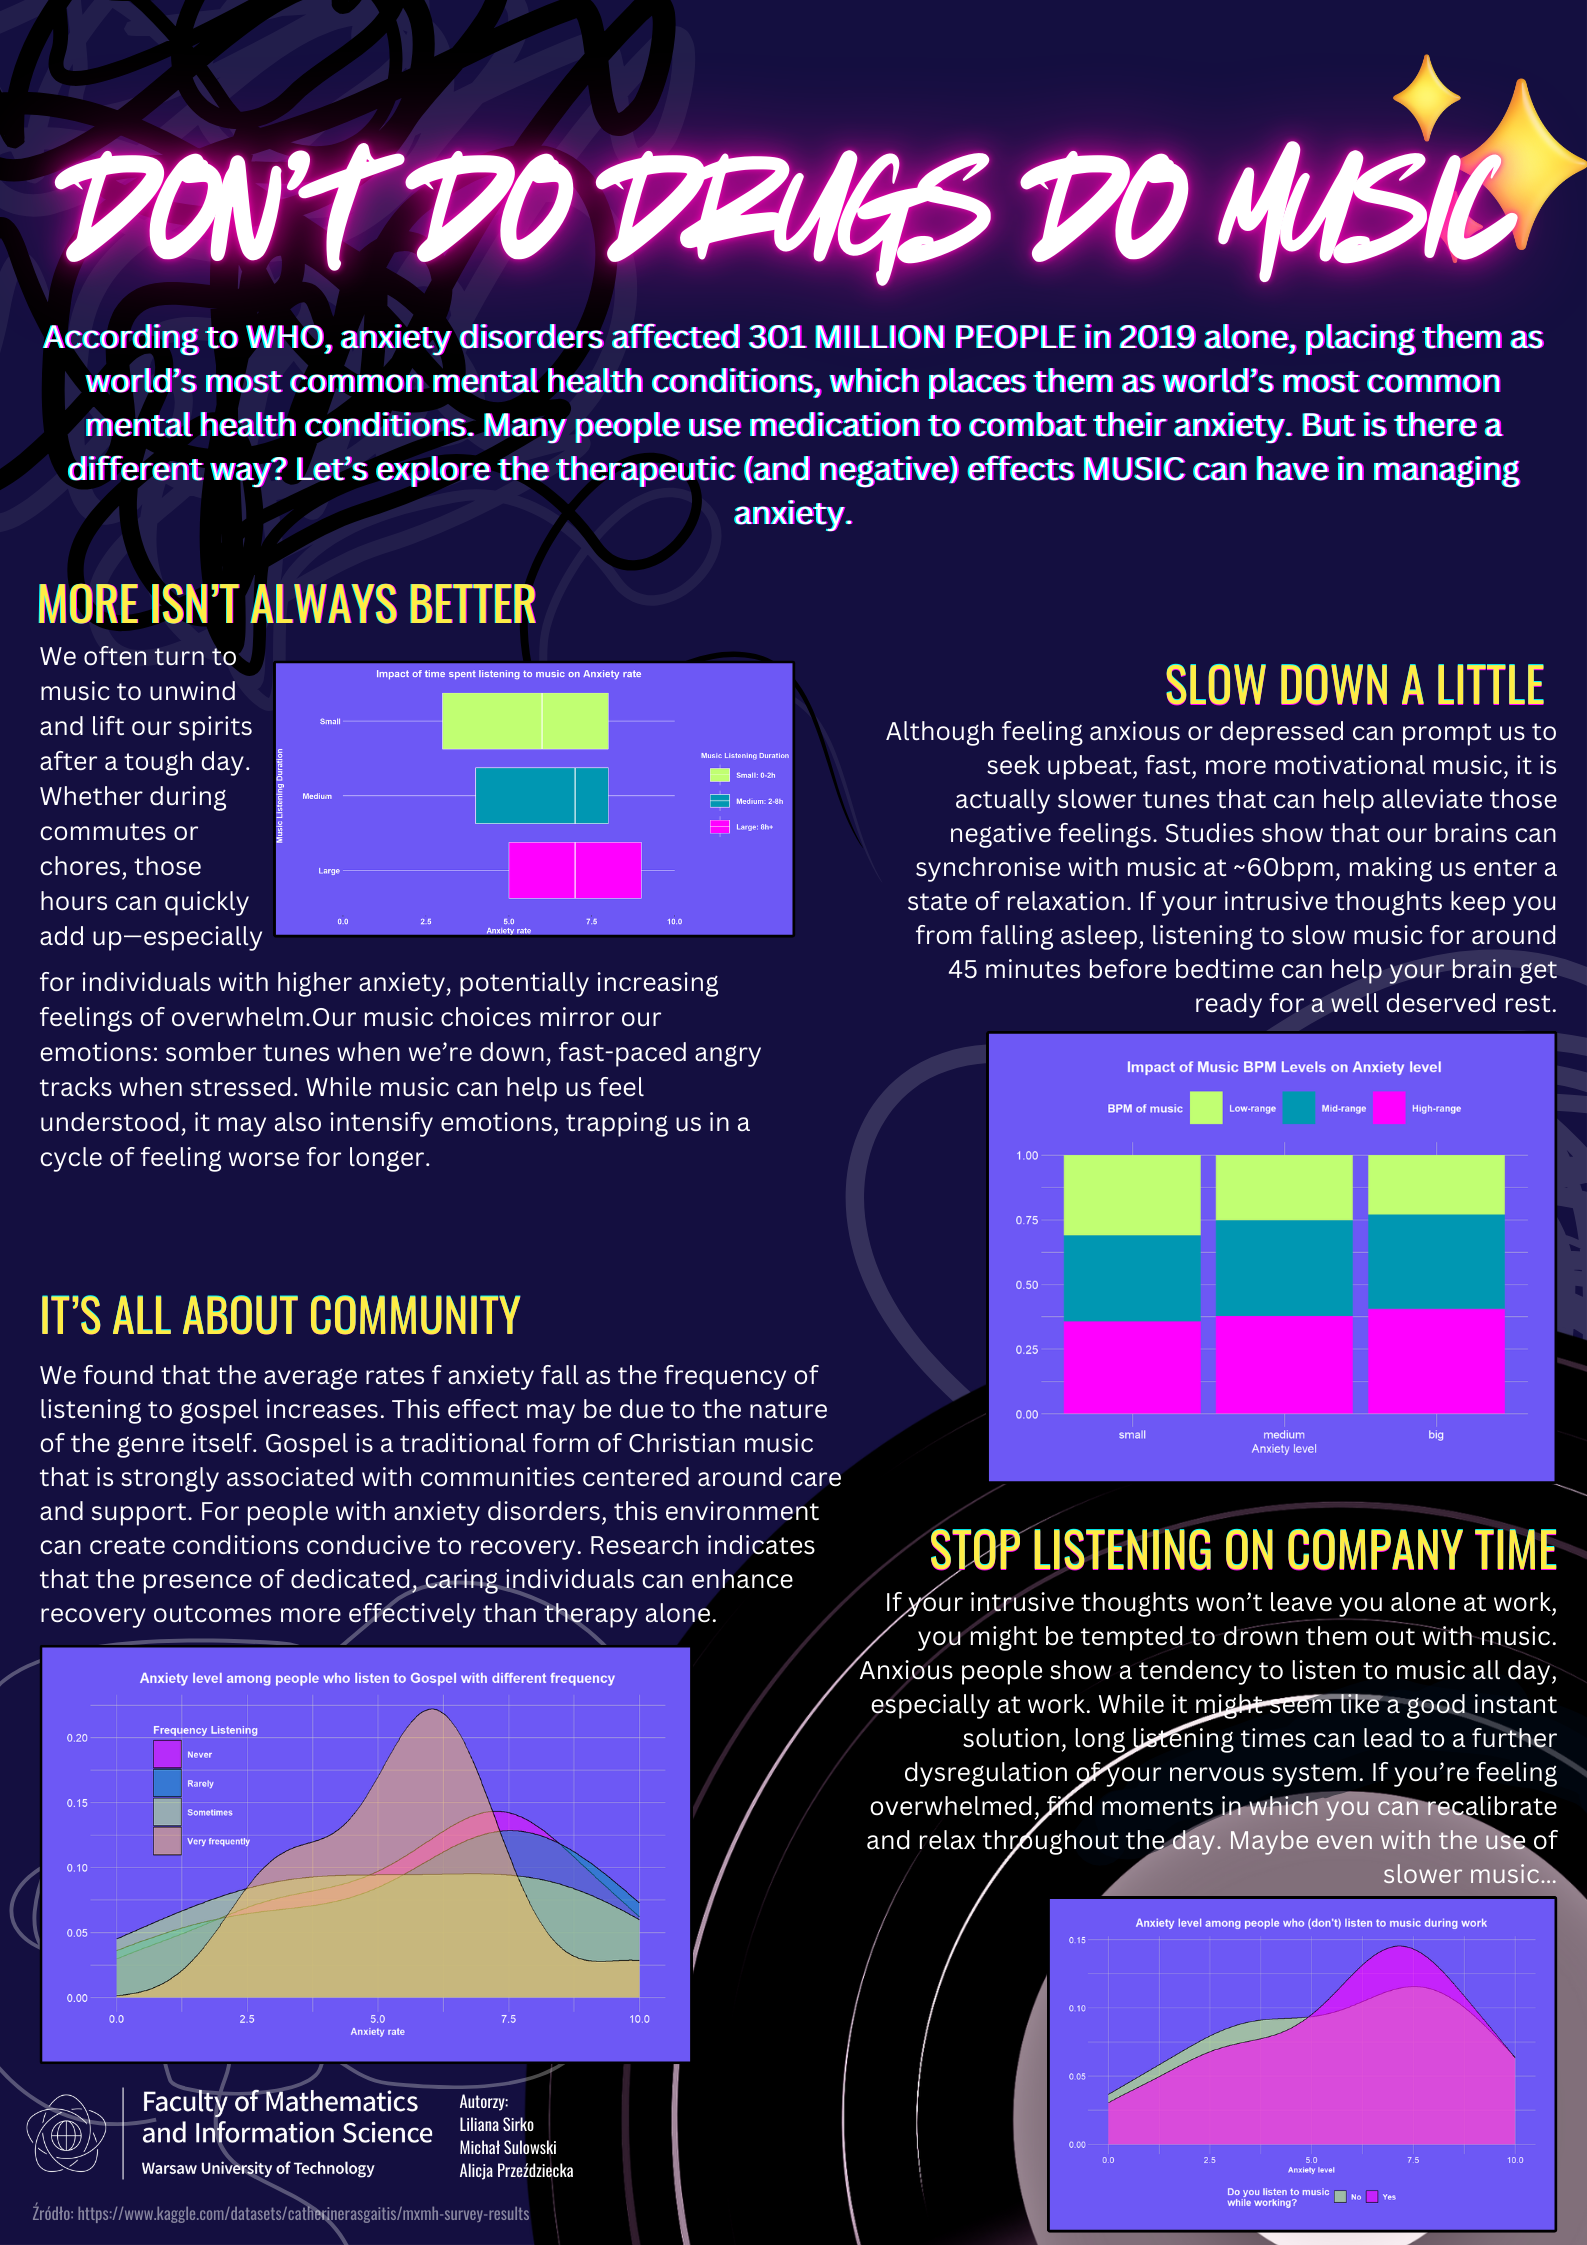 DON'T DO DRUGS DO MUSIC
According to WHO, anxiety disorders affected 301 MILLION PEOPLE in 2019 alone, placing them as
world's most common mental health conditions, which places them as world's most common
mental health conditions. Many people use medication to combat their anxiety. But is there a
different way? Let's explore the therapeutic (and negative) effects MUSIC can have in managing
anxiety.
MORE ISN'T ALWAYS BETTER
We often turn to
music to unwind
and lift our spirits
after a tough day.
Whether during
commutes or
chores, those
hours can quickly
add up—especially
for individuals with higher anxiety, potentially increasing
feelings of overwhelm.Our music choices mirror our
emotions: somber tunes when we're down, fast-paced angry
tracks when stressed. While music can help us feel
understood, it may also intensify emotions, trapping us in a
cycle of feeling worse for longer.
Impact of time spent listening to music on Anxiety rate
Music Listening Duration
Small
Medium
Large
0.0 2.5 5.0 7.5 10.0
Anxiety rate
Music Listening Duration
Small: 0-2h
Medium: 2-8h
Large: 8h+
SLOW DOWN A LITTLE
Although feeling anxious or depressed can prompt us to
seek upbeat, fast, more motivational music, it is
actually slower tunes that can help alleviate those
negative feelings. Studies show that our brains can
synchronise with music at ~60bpm, making us enter a
state of relaxation. If your intrusive thoughts keep you
from falling asleep, listening to slow music for around
45 minutes before bedtime can help your brain get
ready for a well deserved rest.
Impact of Music BPM Levels on Anxiety level
BPM of music Low-range Mid-range High-range
1.00
0.75
0.50
0.25
0.00
small medium big
Anxiety level
IT'S ALL ABOUT COMMUNITY
We found that the average rates f anxiety fall as the frequency of
listening to gospel increases. This effect may be due to the nature
of the genre itself. Gospel is a traditional form of Christian music
that is strongly associated with communities centered around care
and support. For people with anxiety disorders, this environment
can create conditions conducive to recovery. Research indicates
that the presence of dedicated, caring individuals can enhance
recovery outcomes more effectively than therapy alone.
Anxiety level among people who listen to Gospel with different frequency
Frequency Listening
Never
Rarely
Sometimes
Very frequently
0.20
0.15
0.10
0.05
0.00
0.0 2.5 5.0 7.5 10.0
Anxiety rate
STOP LISTENING ON COMPANY TIME
If your intrusive thoughts won't leave you alone at work,
you might be tempted to drown them out with music.
Anxious people show a tendency to listen to music all day,
especially at work. While it might seem like a good instant
solution, long listening times can lead to a further
dysregulation of your nervous system. If you're feeling
overwhelmed, find moments in which you can recalibrate
and relax throughout the day. Maybe even with the use of
slower music...
Anxiety level among people who (don't) listen to music during work
0.15
0.10
0.05
0.00
0.0 2.5 5.0 7.5 10.0
Anxiety level
Do you listen to music
while working? No Yes
Faculty of Mathematics
and Information Science
Warsaw University of Technology
Autorzy:
Liliana Sirko
Michał Sulowski
Alicja Przeździecka
Źródło: https://www.kaggle.com/datasets/catherinerasgaitis/mxmh-survey-results